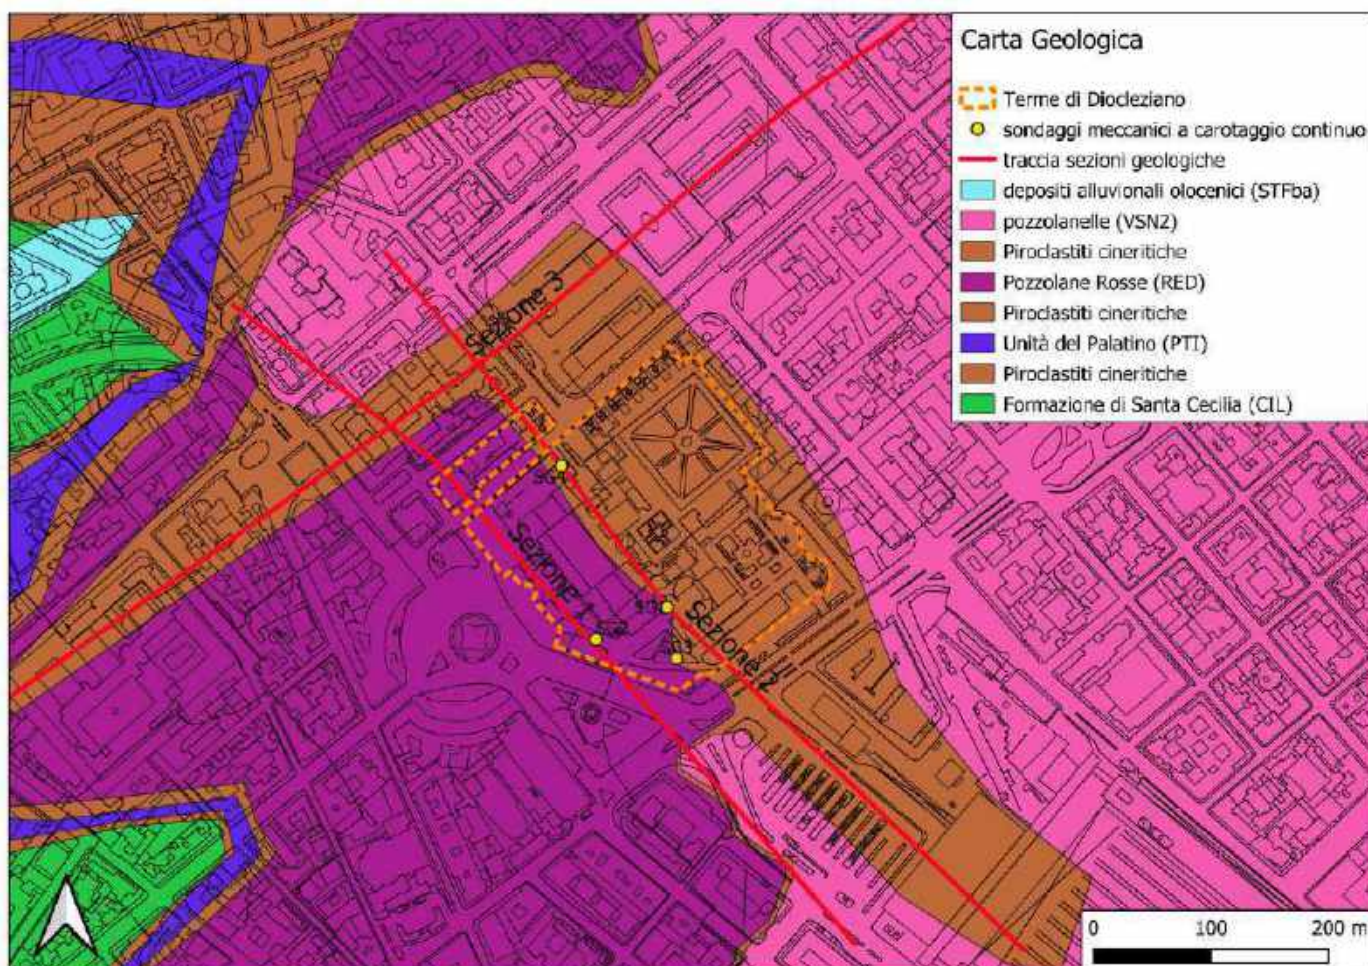 Carta Geologica
Terme di Diocleziano
sondaggi meccanici a carotaggio continuo
traccia sezioni geologiche
depositi alluvionali olocenici (STFba)
pozzolanelle (VSN2)
Piroclastiti cineritiche
Pozzolane Rosse (RED)
Piroclastiti cineritiche
Unità del Palatino (PTI)
Piroclastiti cineritiche
Formazione di Santa Cecilia (CIL)
Sezione 3
Sezione 1
Sezione 2
0 100 200 m